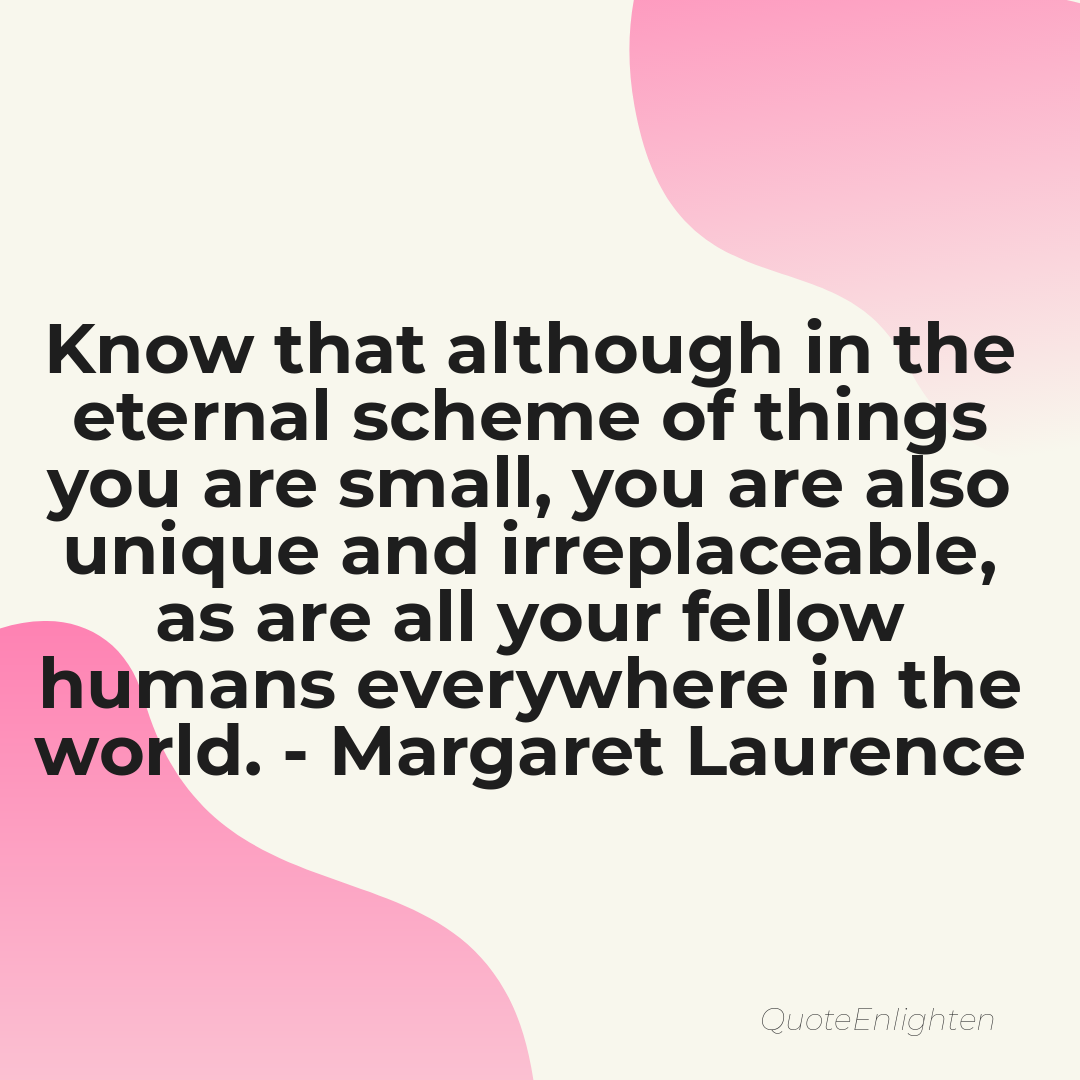 Know that although in the
eternal scheme of things
you are small, you are also
unique and irreplaceable,
as are all your fellow
humans everywhere in the
world. - Margaret Laurence
QuoteEnlighten